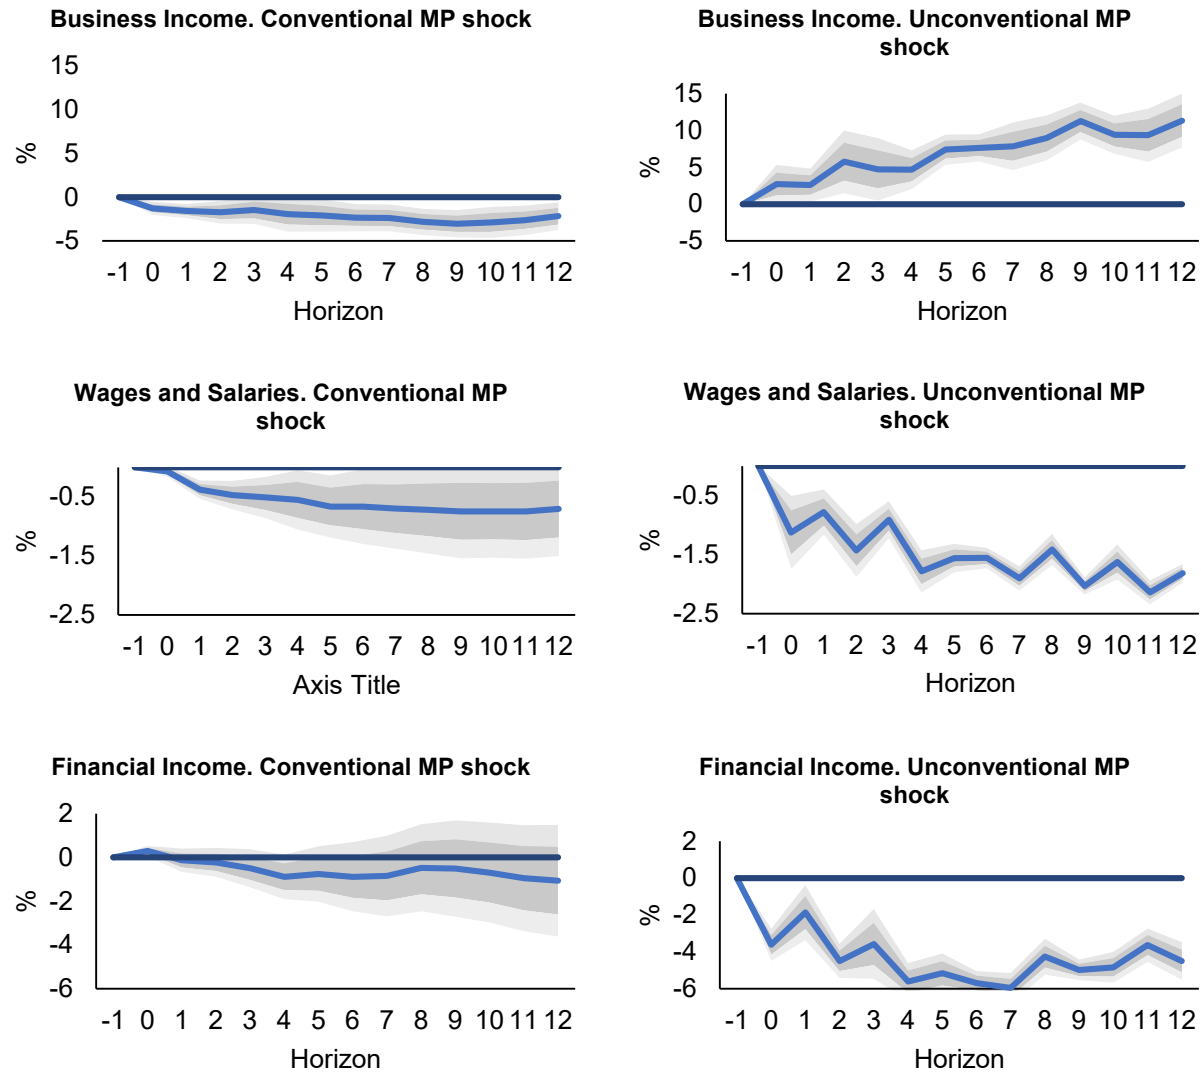 Business Income. Conventional MP shock
15
10
5
0
-5
%
-1 0 1 2 3 4 5 6 7 8 9 10 11 12
Horizon
Business Income. Unconventional MP
shock
15
10
5
0
-5
%
-1 0 1 2 3 4 5 6 7 8 9 10 11 12
Horizon
Wages and Salaries. Conventional MP
shock
-0.5
-1.5
-2.5
%
-1 0 1 2 3 4 5 6 7 8 9 10 11 12
Axis Title
Wages and Salaries. Unconventional MP
shock
-0.5
-1.5
-2.5
%
-1 0 1 2 3 4 5 6 7 8 9 10 11 12
Horizon
Financial Income. Conventional MP shock
2
0
-2
-4
-6
%
-1 0 1 2 3 4 5 6 7 8 9 10 11 12
Horizon
Financial Income. Unconventional MP
shock
2
0
-2
-4
-6
%
-1 0 1 2 3 4 5 6 7 8 9 10 11 12
Horizon